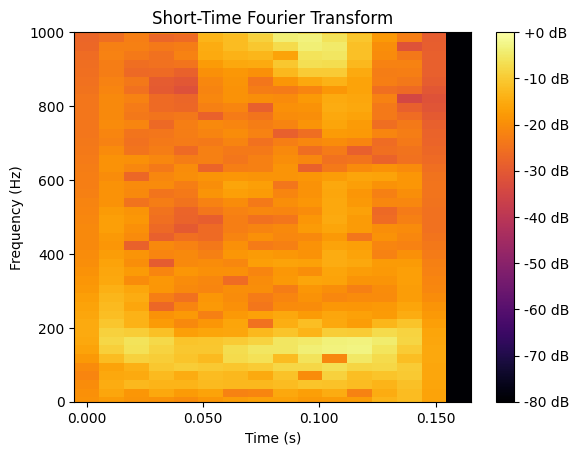 Short-Time Fourier Transform
1000
800
600
400
200
0
Frequency (Hz)
0.000
0.050
0.100
0.150
Time (s)
+0 dB
-10 dB
-20 dB
-30 dB
-40 dB
-50 dB
-60 dB
-70 dB
-80 dB